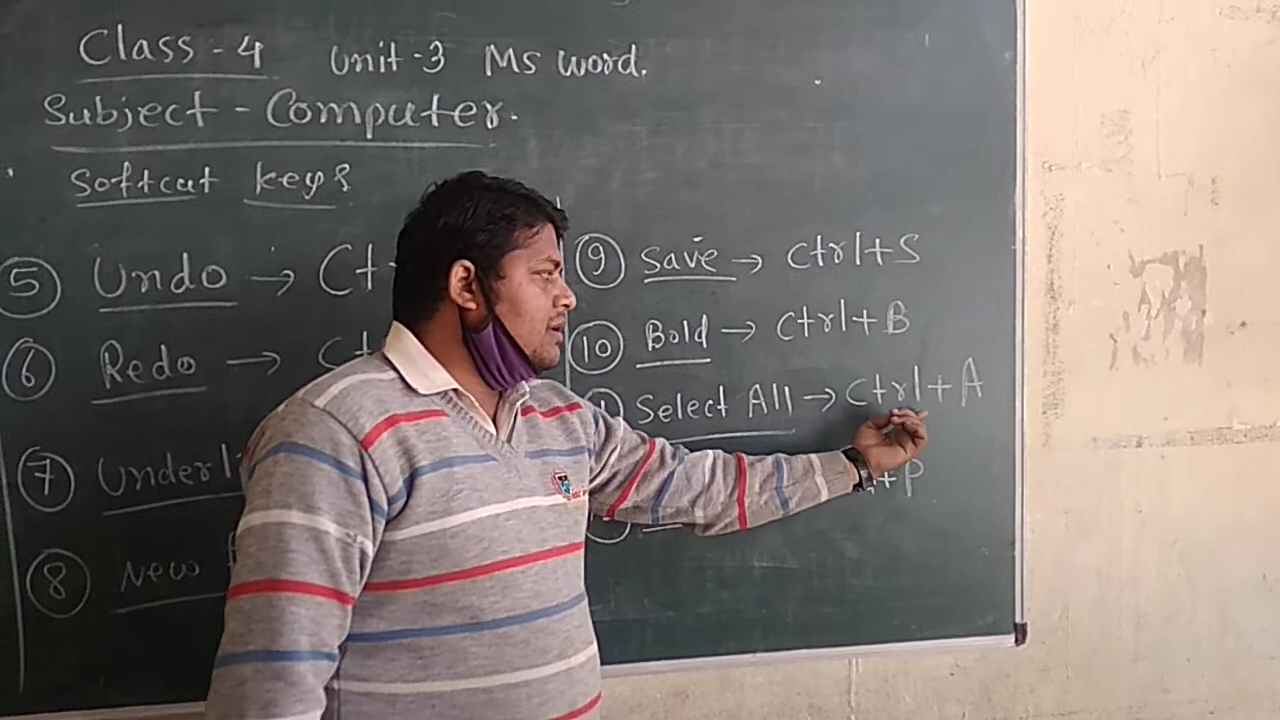 Class - 4 Unit - 3 Ms word.
Subject - Computer.
Softcut keys
5 Undo → Ct
6 Redo → ct
7 Underl
8 New f
9 Save → Ctrl+S
10 Bold → Ctrl+B
Select All → Ctrl+A
+P